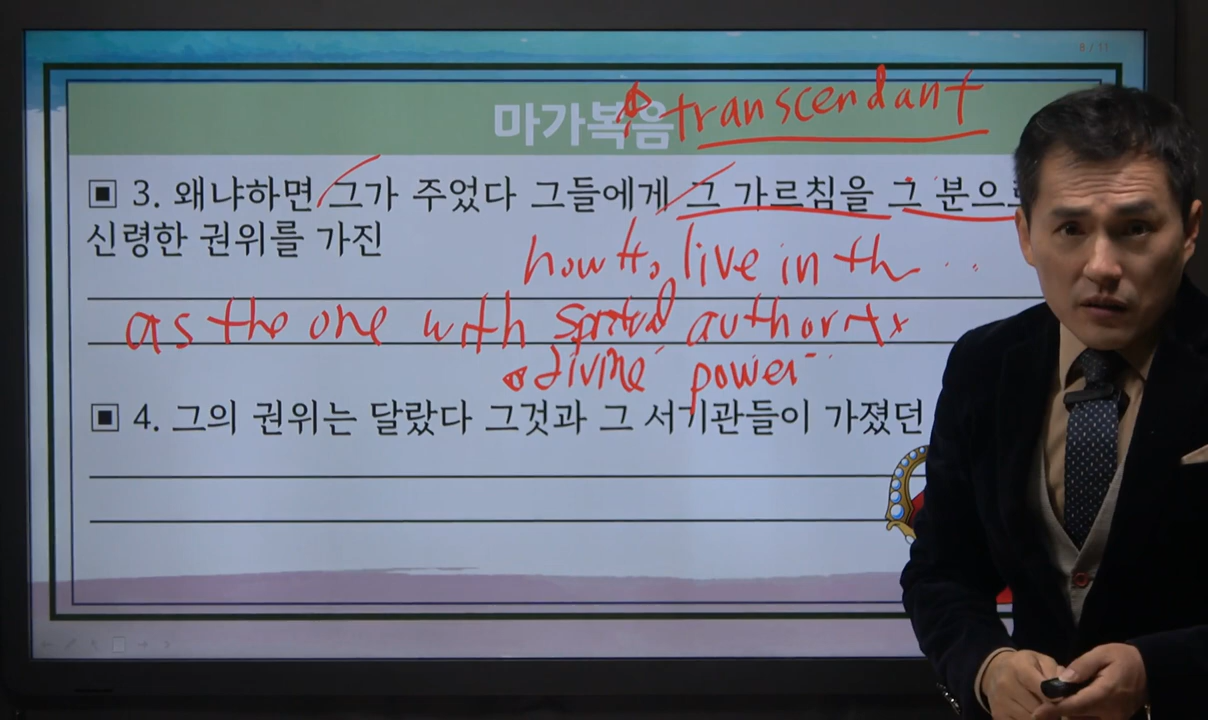 8 / 11
마가복음
transcendant
3. 왜냐하면 그가 주었다 그들에게 그 가르침을 그 분으로
신령한 권위를 가진
how to live in th...
as the one with authority
divine power
4. 그의 권위는 달랐다 그것과 그 서기관들이 가졌던